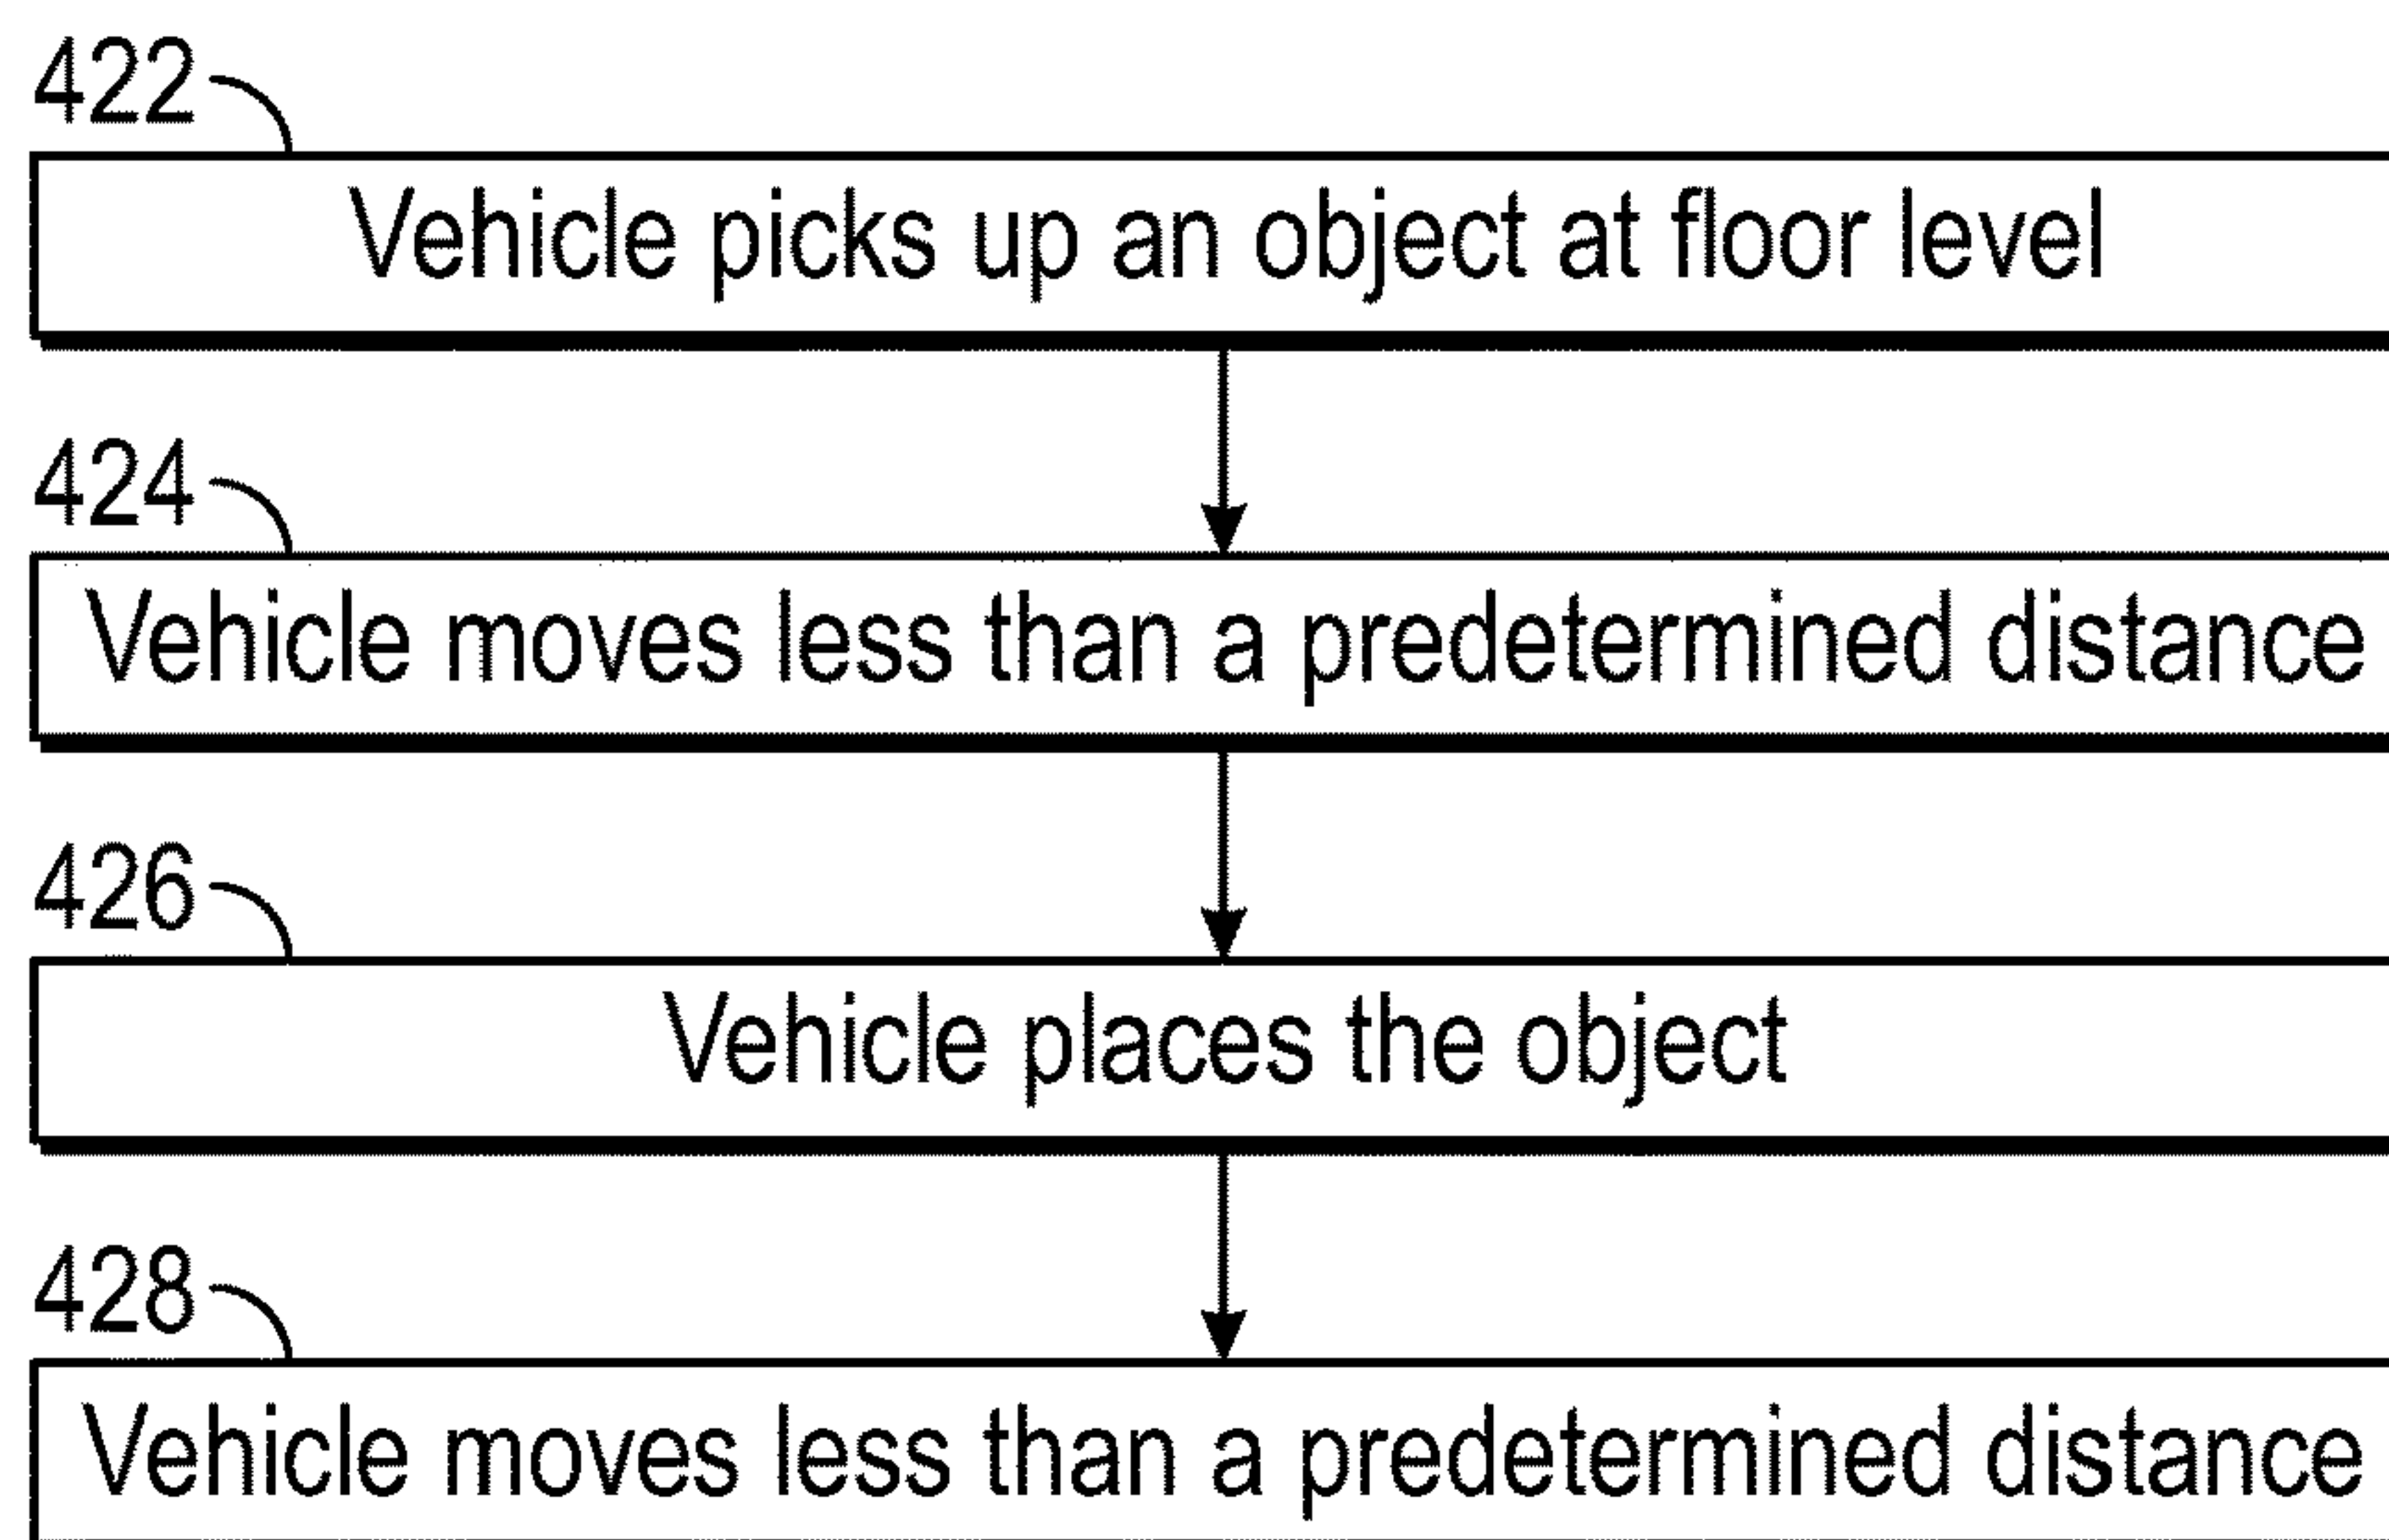 422
Vehicle picks up an object at floor level
424
Vehicle moves less than a predetermined distance
426
Vehicle places the object
428
Vehicle moves less than a predetermined distance